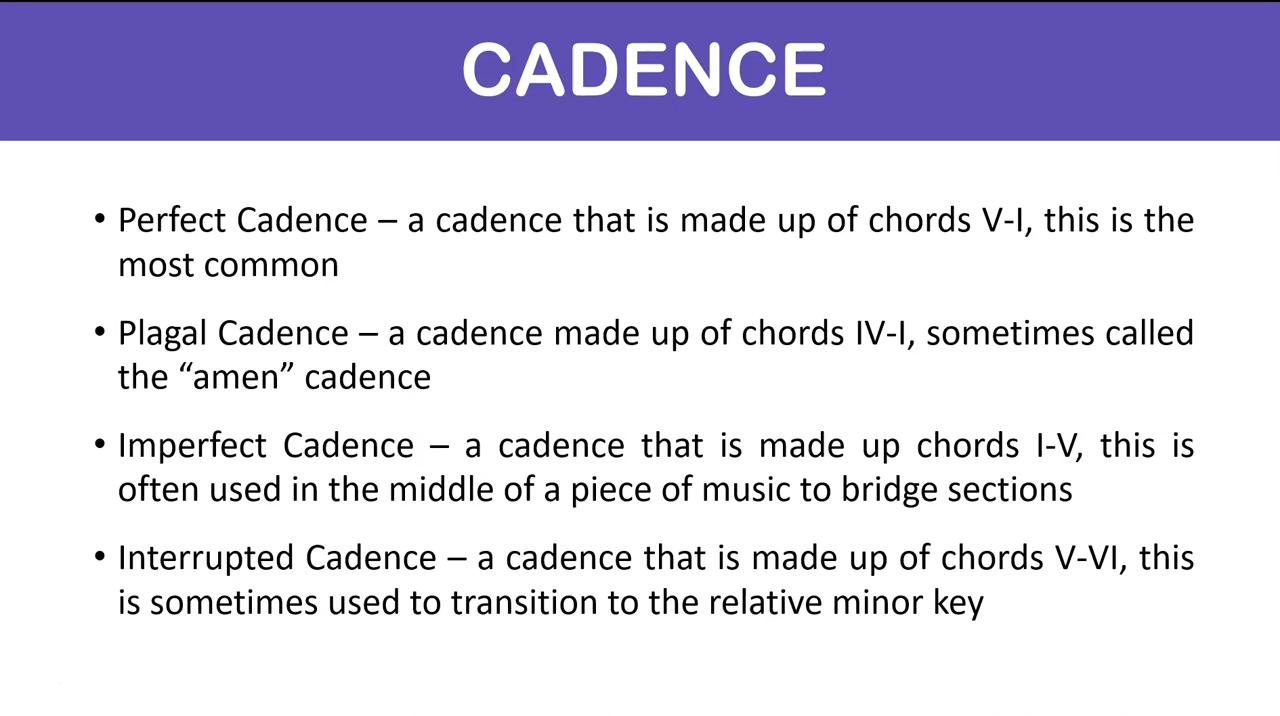 CADENCE
• Perfect Cadence – a cadence that is made up of chords V-I, this is the
most common
• Plagal Cadence – a cadence made up of chords IV-I, sometimes called
the “amen” cadence
• Imperfect Cadence – a cadence that is made up chords I-V, this is
often used in the middle of a piece of music to bridge sections
• Interrupted Cadence – a cadence that is made up of chords V-VI, this
is sometimes used to transition to the relative minor key